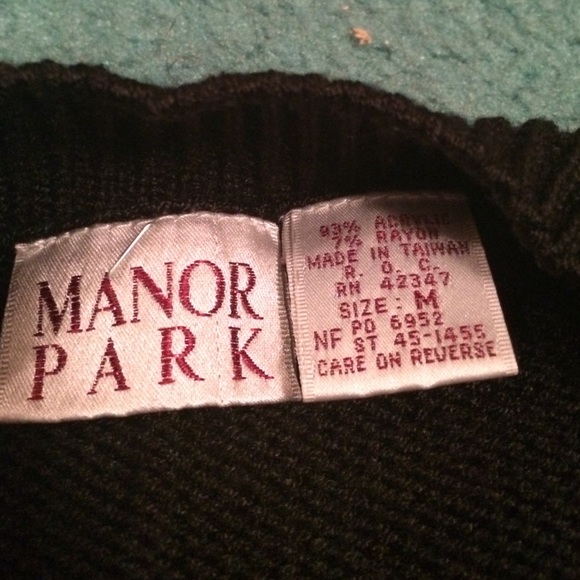 MANOR
PARK
93% ACRYLIC
7% RAYON
MADE IN TAIWAN
R. O. C.
RN 42347
SIZE: M
PO 6952
NF ST 45-1455
CARE ON REVERSE